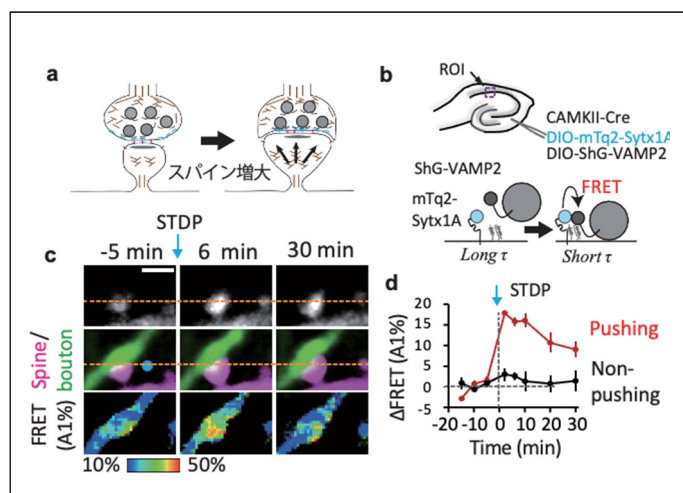 a
スパイン増大
b
ROI
CAMKII-Cre
DIO-mTq2-Sytx1A
DIO-ShG-VAMP2
ShG-VAMP2
mTq2-
Sytx1A
FRET
Long τ
Short τ
STDP
c
-5 min
6 min
30 min
Spine/
bouton
FRET
(A1%)
10%
50%
d
STDP
ΔFRET (A1%)
20
15
10
5
0
-5
Pushing
Non-
pushing
-20 -10 0 10 20 30
Time (min)